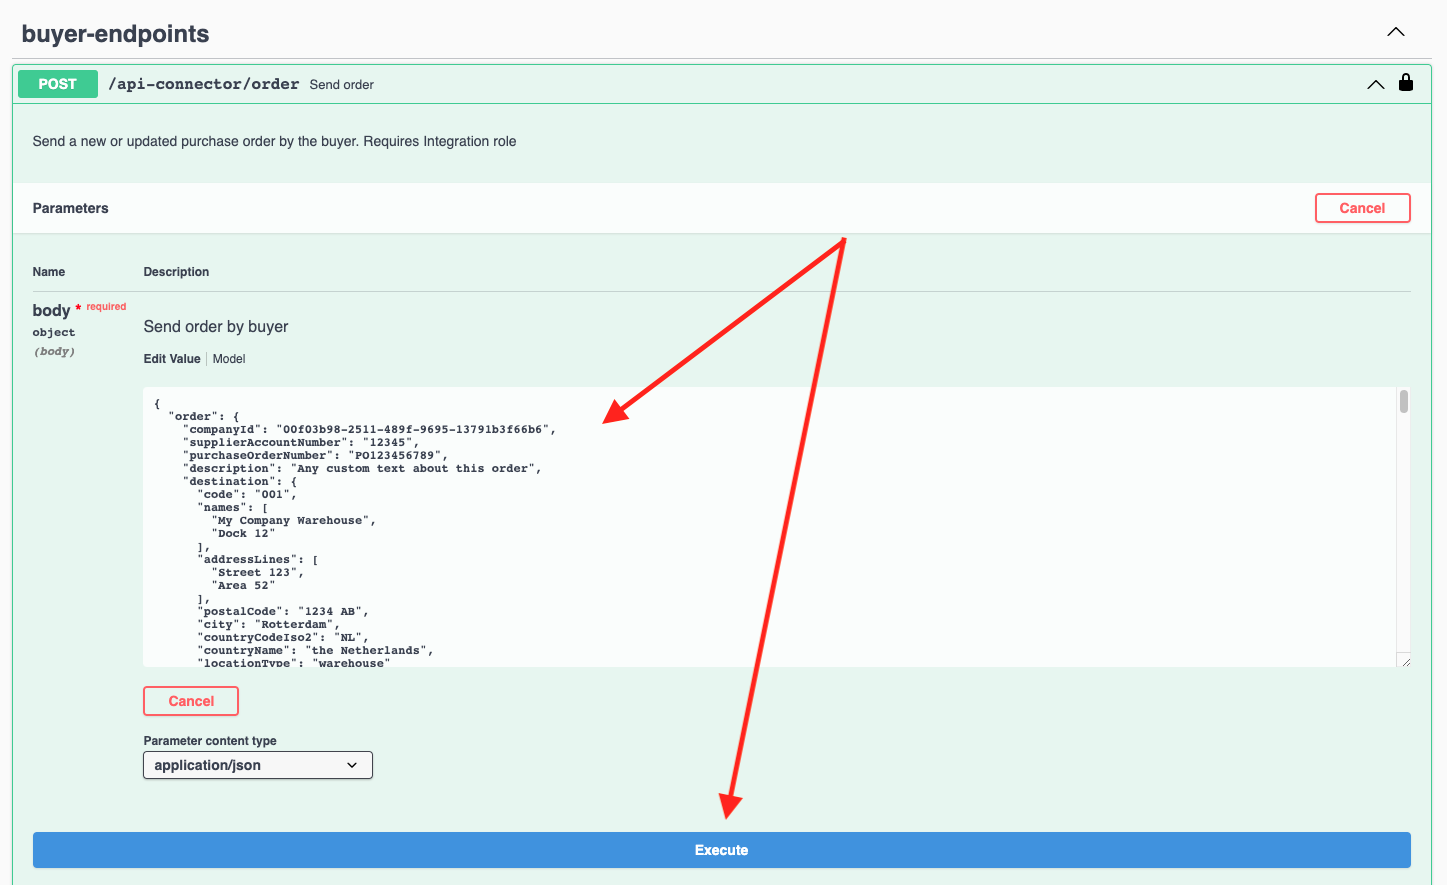 buyer-endpoints
POST /api-connector/order Send order
Send a new or updated purchase order by the buyer. Requires Integration role
Parameters
Cancel
Name Description
body * required
object
(body)
Send order by buyer
Edit Value Model
{
  "order": {
    "companyId": "00f03b98-2511-489f-9695-13791b3f66b6",
    "supplierAccountNumber": "12345",
    "purchaseOrderNumber": "PO123456789",
    "description": "Any custom text about this order",
    "destination": {
      "code": "001",
      "names": [
        "My Company Warehouse",
        "Dock 12"
      ],
      "addressLines": [
        "Street 123",
        "Area 52"
      ],
      "postalCode": "1234 AB",
      "city": "Rotterdam",
      "countryCodeIso2": "NL",
      "countryName": "the Netherlands",
      "locationType": "warehouse"
Cancel
Parameter content type
application/json
Execute